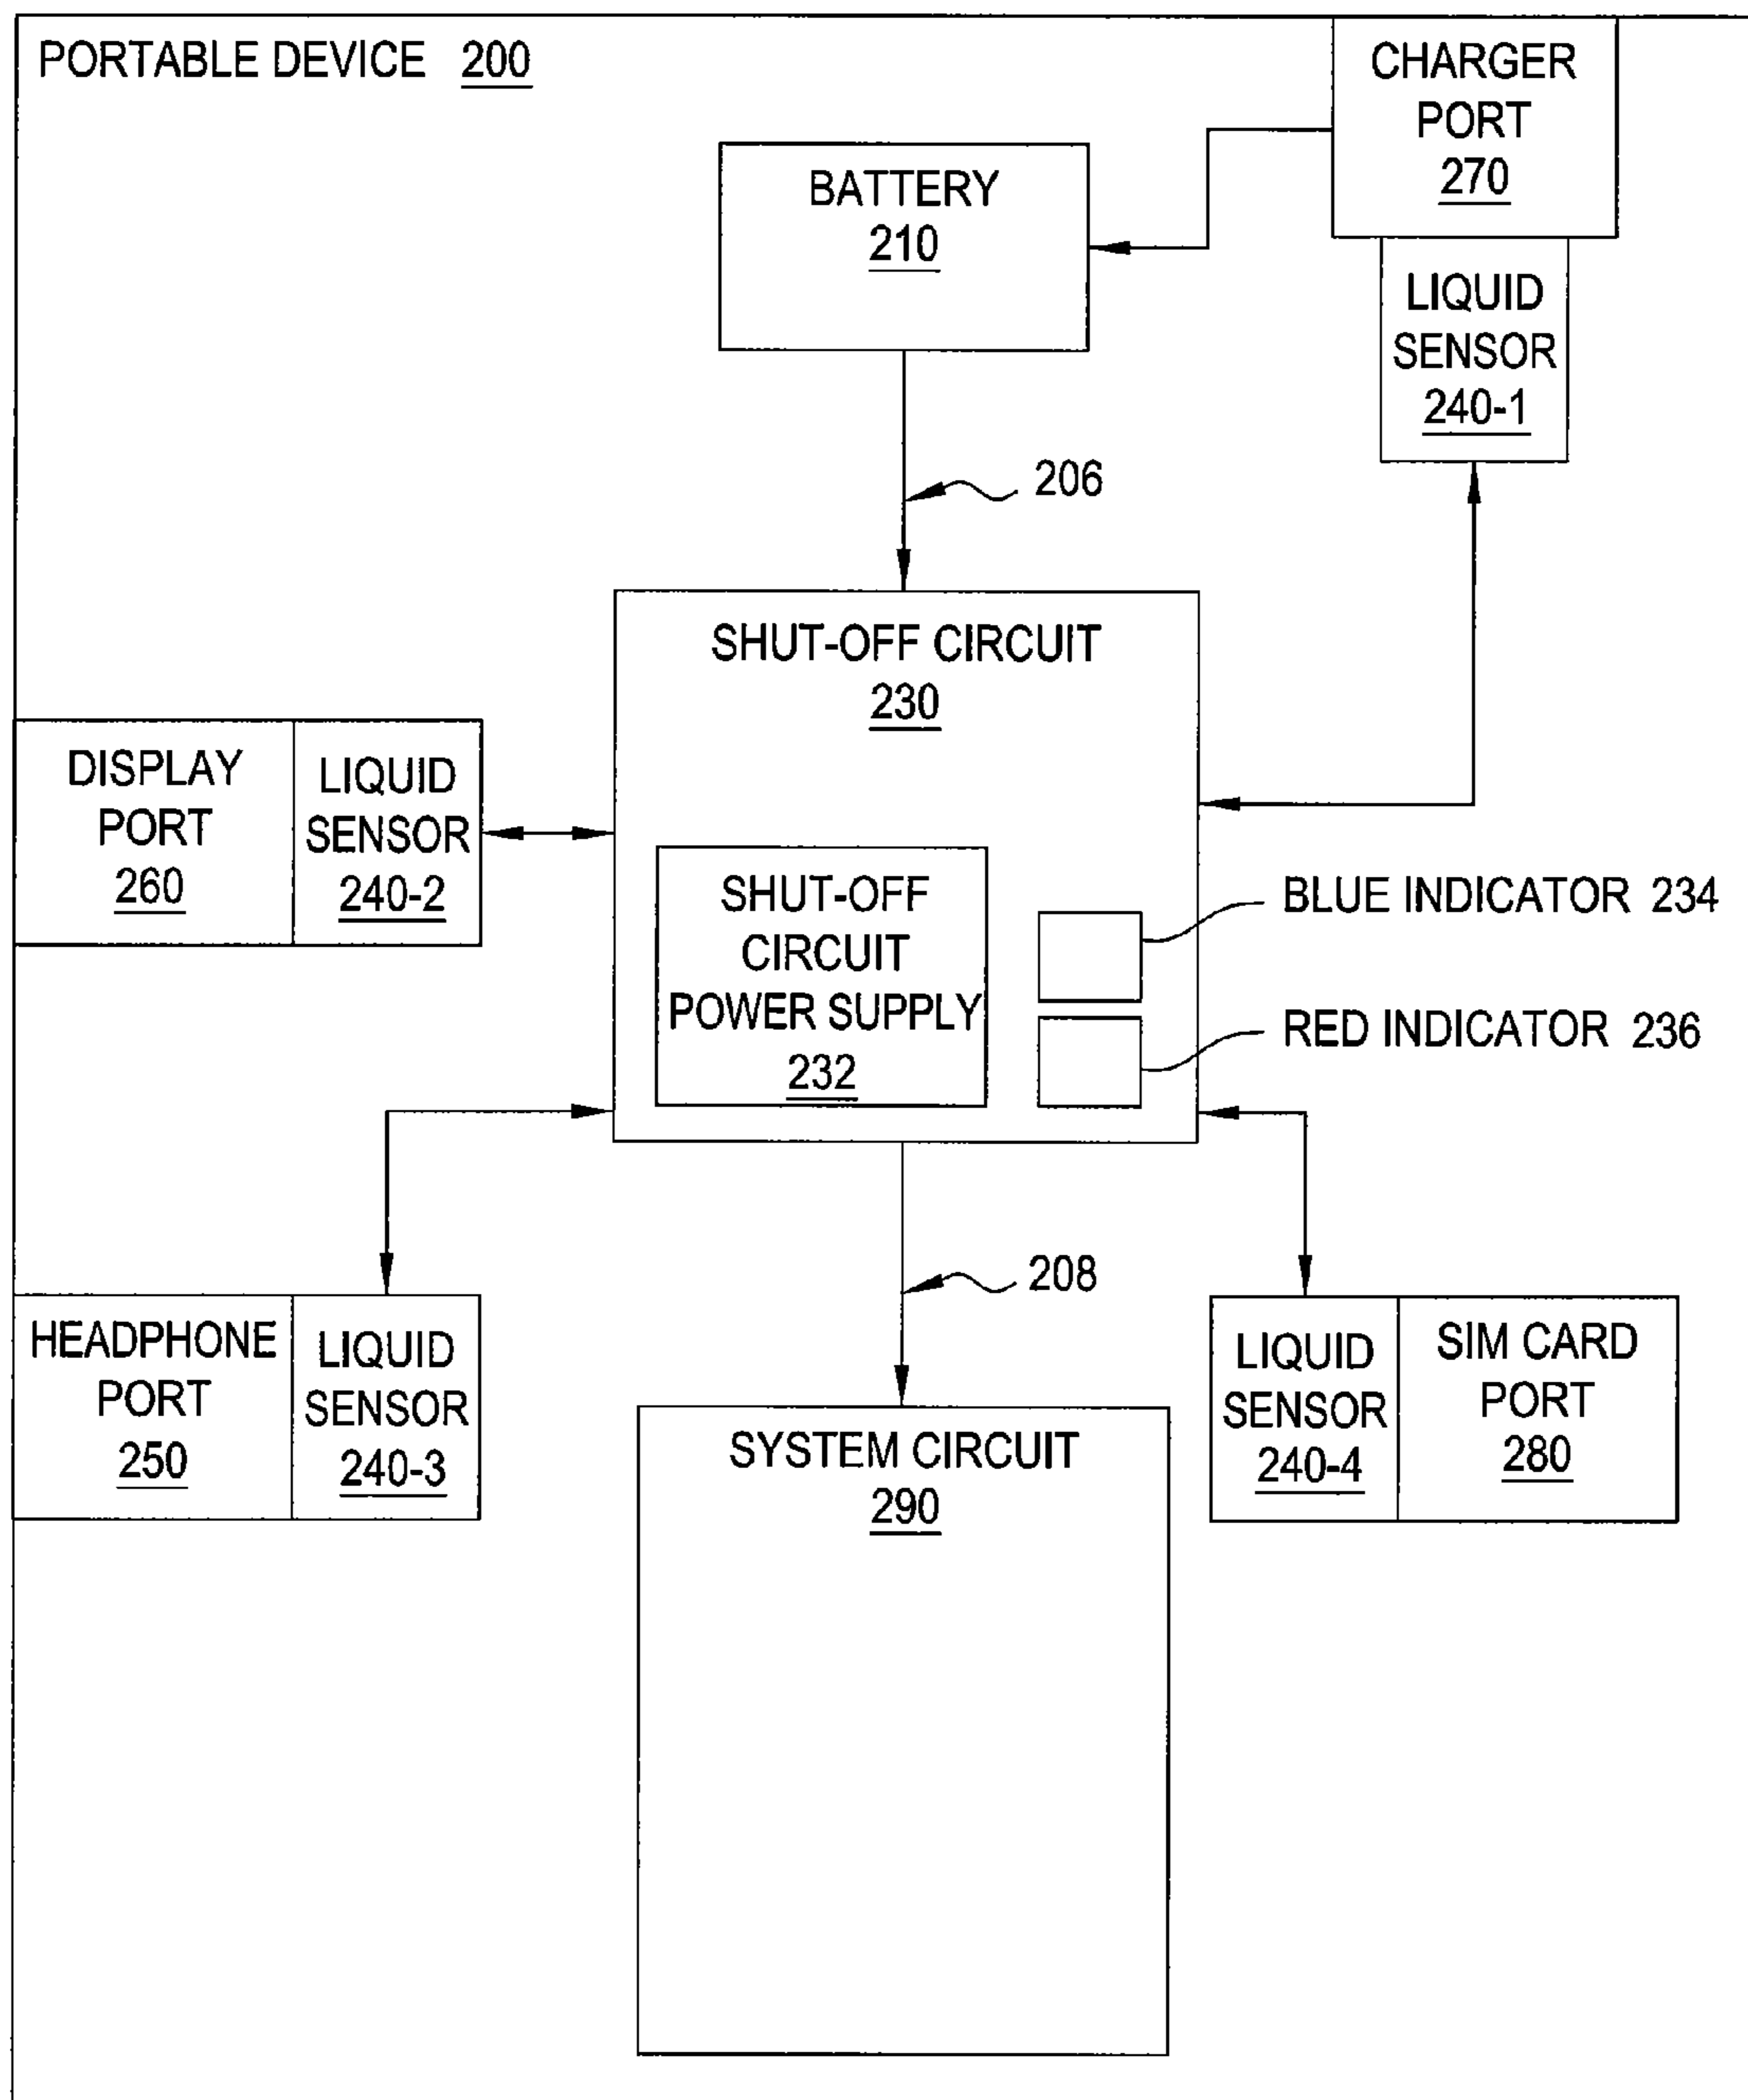 PORTABLE DEVICE 200
CHARGER
PORT
270
BATTERY
210
LIQUID
SENSOR
240-1
206
SHUT-OFF CIRCUIT
230
DISPLAY
PORT
260
LIQUID
SENSOR
240-2
SHUT-OFF
CIRCUIT
POWER SUPPLY
232
BLUE INDICATOR 234
RED INDICATOR 236
208
HEADPHONE
PORT
250
LIQUID
SENSOR
240-3
LIQUID
SENSOR
240-4
SIM CARD
PORT
280
SYSTEM CIRCUIT
290